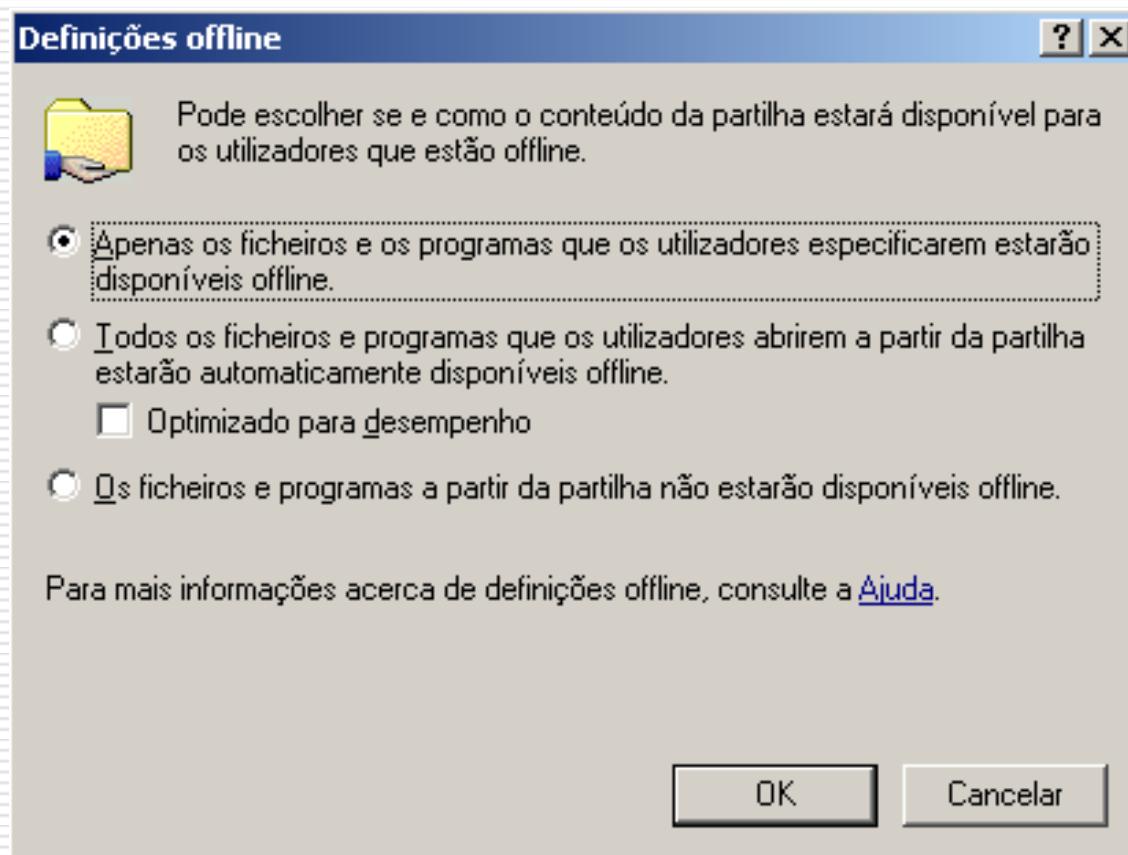 Definições offline
Pode escolher se e como o conteúdo da partilha estará disponível para
os utilizadores que estão offline.
Apenas os ficheiros e os programas que os utilizadores especificarem estarão
disponíveis offline.
Todos os ficheiros e programas que os utilizadores abrirem a partir da partilha
estarão automaticamente disponíveis offline.
Optimizado para desempenho
Os ficheiros e programas a partir da partilha não estarão disponíveis offline.
Para mais informações acerca de definições offline, consulte a Ajuda.
OK Cancelar